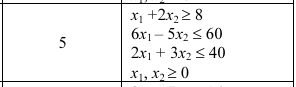 x₁ +2x₂ ≥ 8
6x₁ – 5x₂ ≤ 60
5
2x₁ + 3x₂ ≤ 40
x₁, x₂ ≥ 0